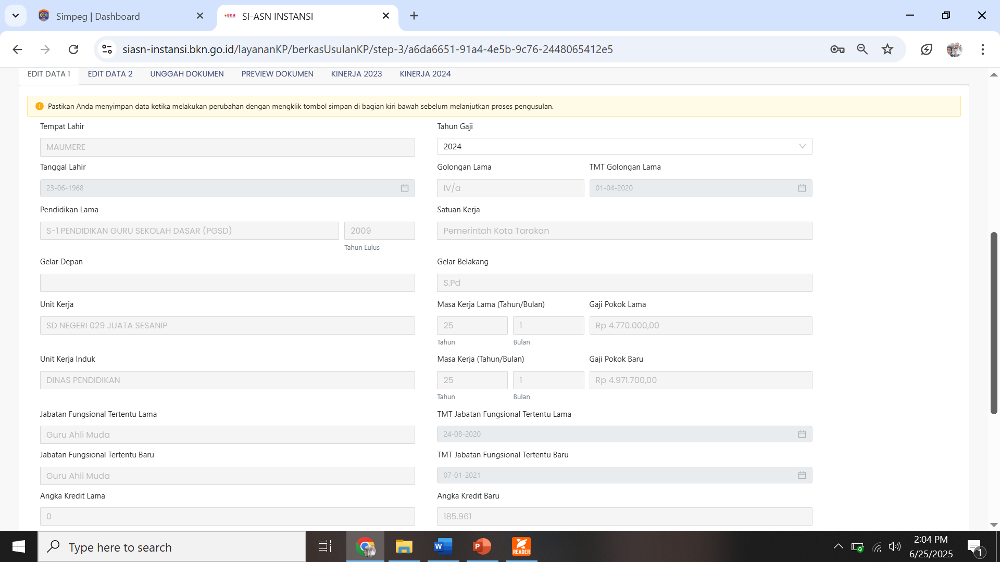 Simpeg | Dashboard
SI-ASN INSTANSI
siasn-instansi.bkn.go.id/layananKP/berkasUsulanKP/step-3/a6da6651-91a4-4e5b-9c76-2448065412e5
EDIT DATA 1 EDIT DATA 2 UNGGAH DOKUMEN PREVIEW DOKUMEN KINERJA 2023 KINERJA 2024
Pastikan Anda menyimpan data ketika melakukan perubahan dengan mengklik tombol simpan di bagian kiri bawah sebelum melanjutkan proses pengusulan.
Tempat Lahir
MAUMERE
Tahun Gaji
2024
Tanggal Lahir
23-06-1968
Golongan Lama
IV/a
TMT Golongan Lama
01-04-2020
Pendidikan Lama
S-1 PENDIDIKAN GURU SEKOLAH DASAR (PGSD)
2009
Tahun Lulus
Satuan Kerja
Pemerintah Kota Tarakan
Gelar Depan
Gelar Belakang
S.Pd
Unit Kerja
SD NEGERI 029 JUATA SESANIP
Masa Kerja Lama (Tahun/Bulan)
25
Tahun
1
Bulan
Gaji Pokok Lama
Rp 4.770.000,00
Unit Kerja Induk
DINAS PENDIDIKAN
Masa Kerja (Tahun/Bulan)
25
Tahun
1
Bulan
Gaji Pokok Baru
Rp 4.971.700,00
Jabatan Fungsional Tertentu Lama
Guru Ahli Muda
TMT Jabatan Fungsional Tertentu Lama
24-08-2020
Jabatan Fungsional Tertentu Baru
Guru Ahli Muda
TMT Jabatan Fungsional Tertentu Baru
07-01-2021
Angka Kredit Lama
0
Angka Kredit Baru
185.961
Type here to search
W
P
READER
2:04 PM
6/25/2025
1